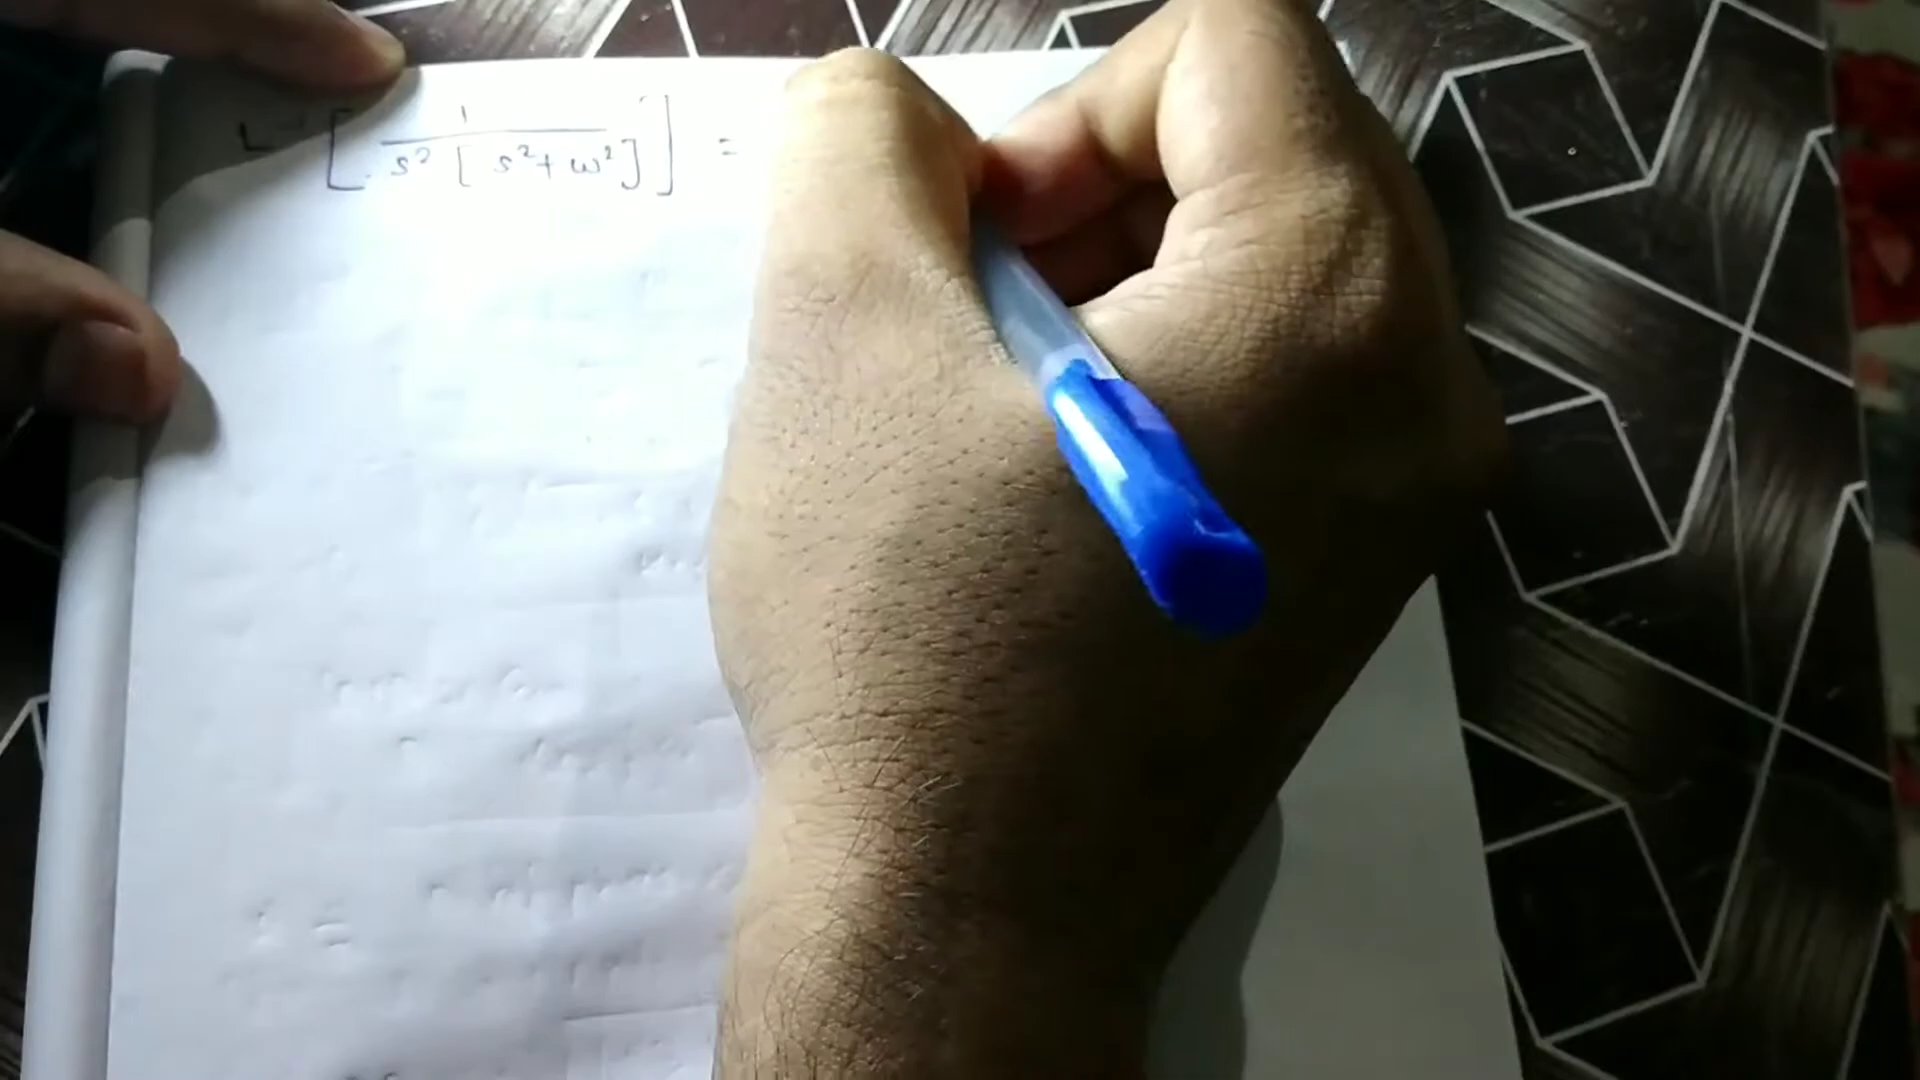 L⁻¹ [ 1 / s² [ s² + ω² ] ] =